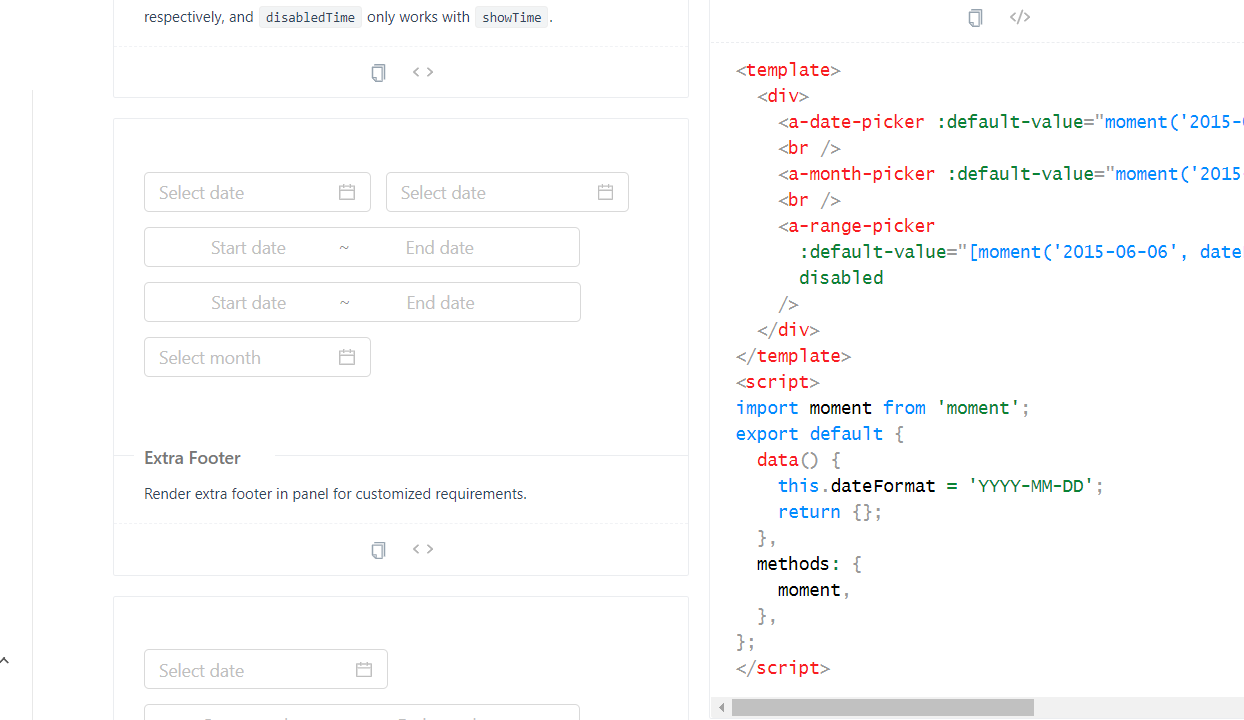 respectively, and disabledTime only works with showTime.
Select date
Select date
Start date ~ End date
Start date ~ End date
Select month
Extra Footer
Render extra footer in panel for customized requirements.
Select date
</>
<template>
<div>
<a-date-picker :default-value="moment('2015-
<br />
<a-month-picker :default-value="moment('2015
<br />
<a-range-picker
:default-value="[moment('2015-06-06', date
disabled
/>
</div>
</template>
<script>
import moment from 'moment';
export default {
data() {
this.dateFormat = 'YYYY-MM-DD';
return {};
},
methods: {
moment,
},
};
</script>